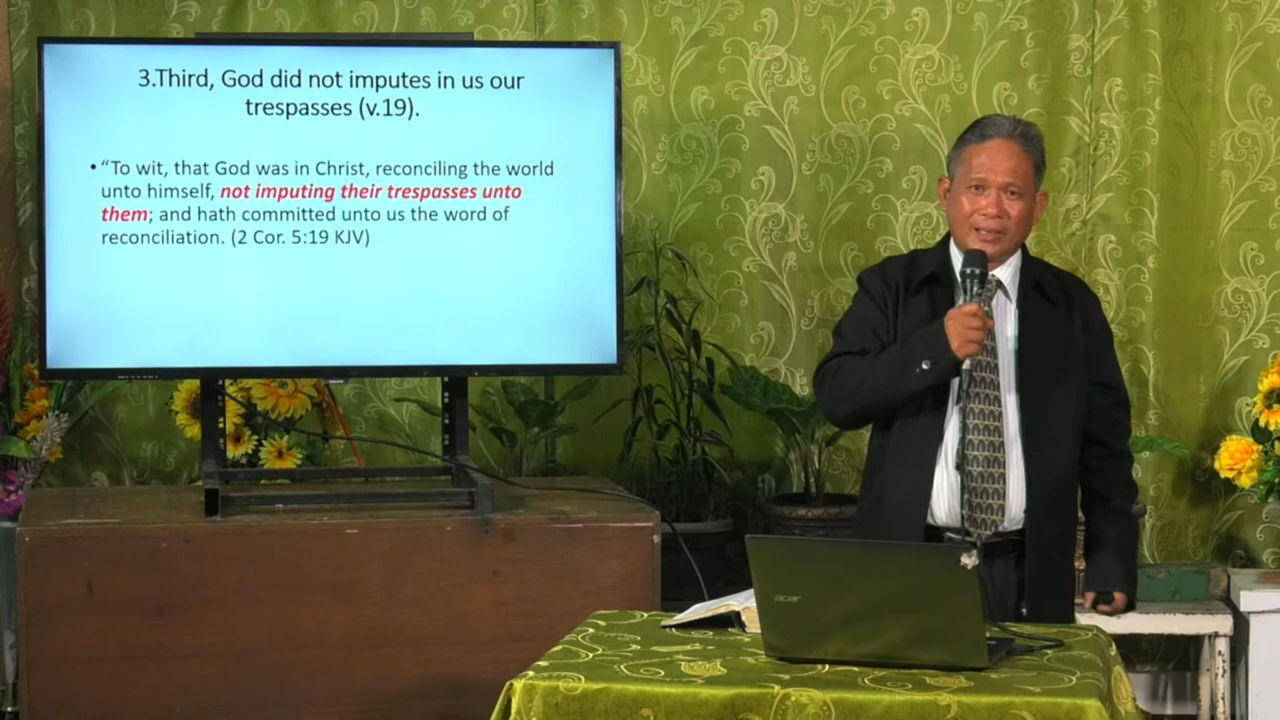 3.Third, God did not imputes in us our
trespasses (v.19).
• “To wit, that God was in Christ, reconciling the world
unto himself, not imputing their trespasses unto
them; and hath committed unto us the word of
reconciliation. (2 Cor. 5:19 KJV)
acer